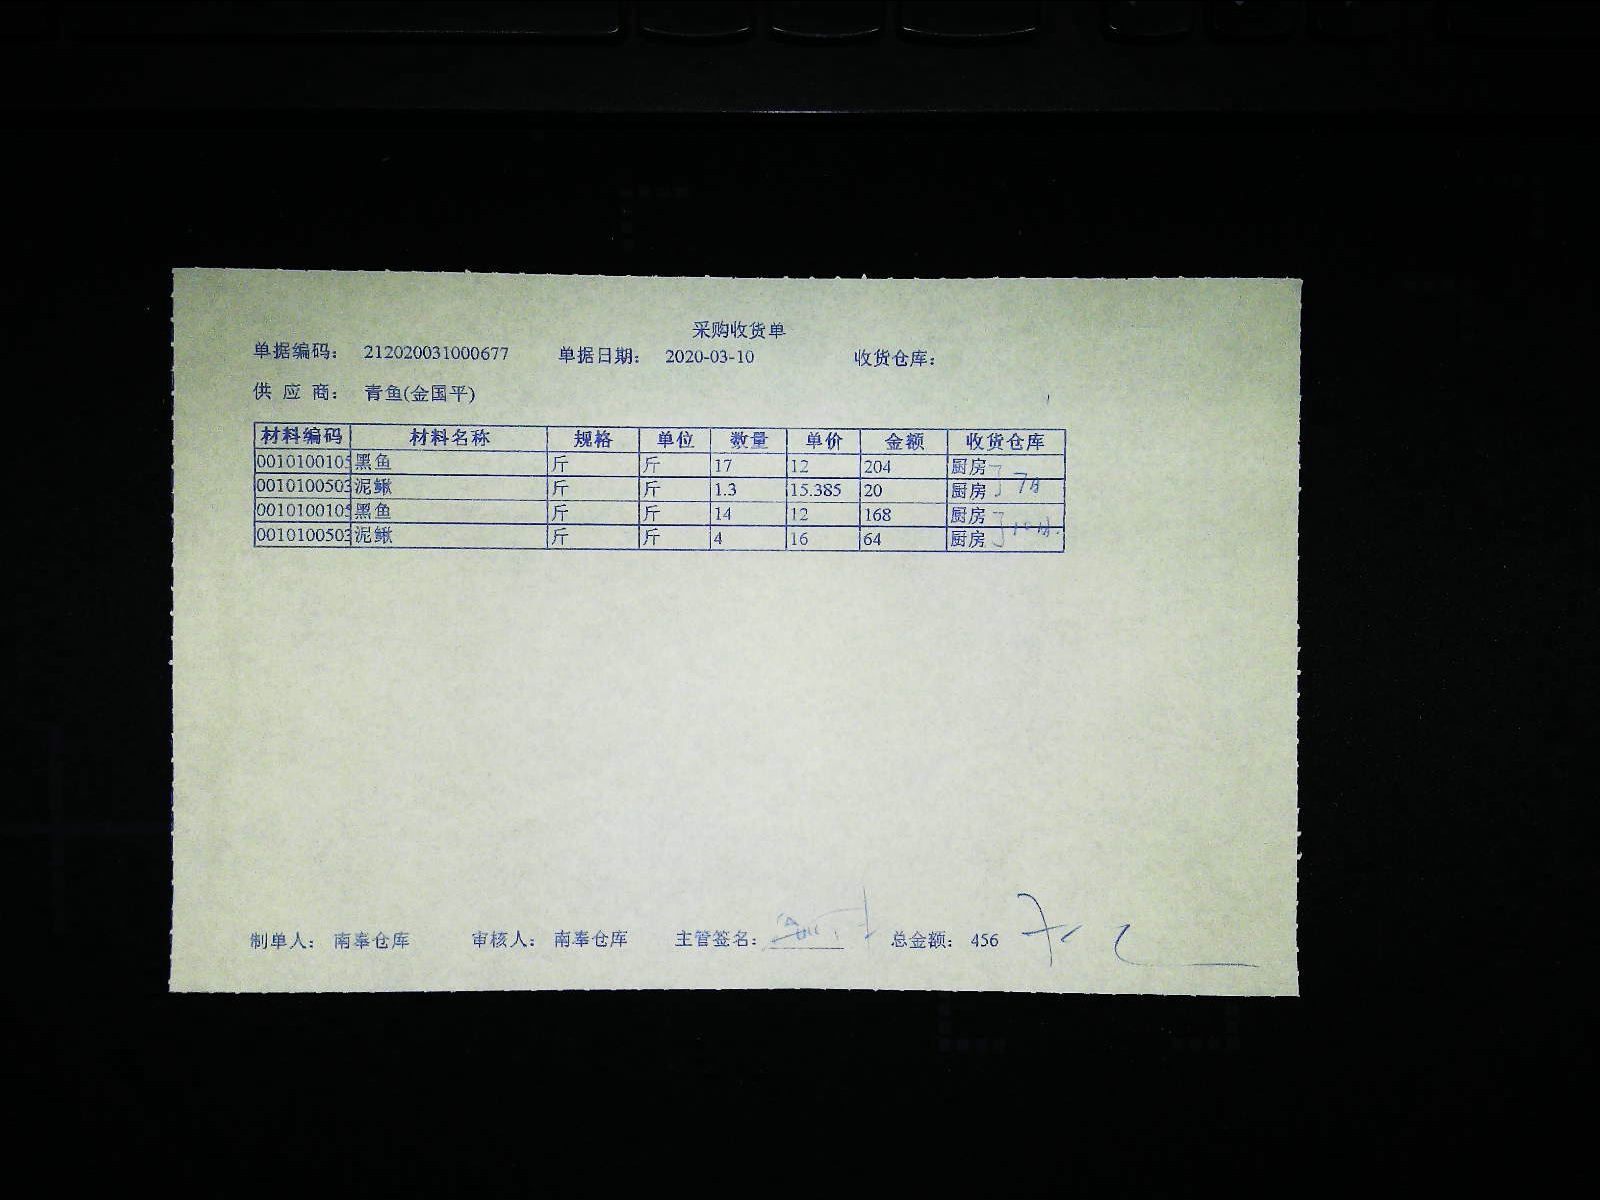 采购收货单
单据编码: 212020031000677 单据日期: 2020-03-10 收货仓库:
供 应 商: 青鱼(金国平)
材料编码 材料名称 规格 单位 数量 单价 金额 收货仓库
001010010 黑鱼 斤 斤 17 12 204 厨房
0010100503 泥鳅 斤 斤 1.3 15.385 20 厨房
001010010 黑鱼 斤 斤 14 12 168 厨房
0010100503 泥鳅 斤 斤 4 16 64 厨房
制单人: 南奉仓库 审核人: 南奉仓库 主管签名: 总金额: 456